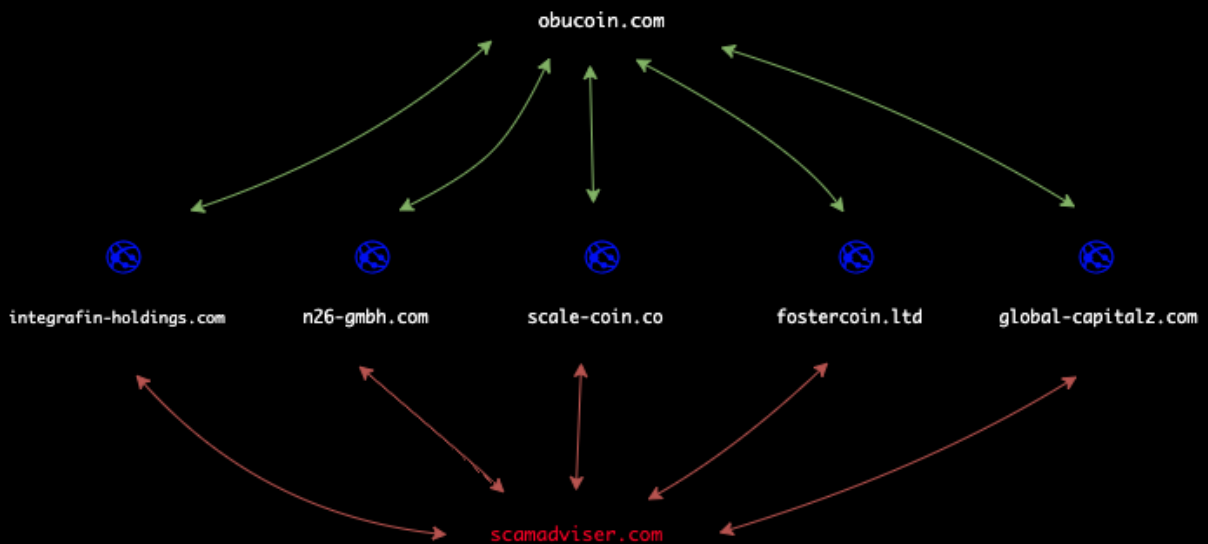 obucoin.com
integrafin-holdings.com
n26-gmbh.com
scale-coin.co
fostercoin.ltd
global-capitalz.com
scamadviser.com